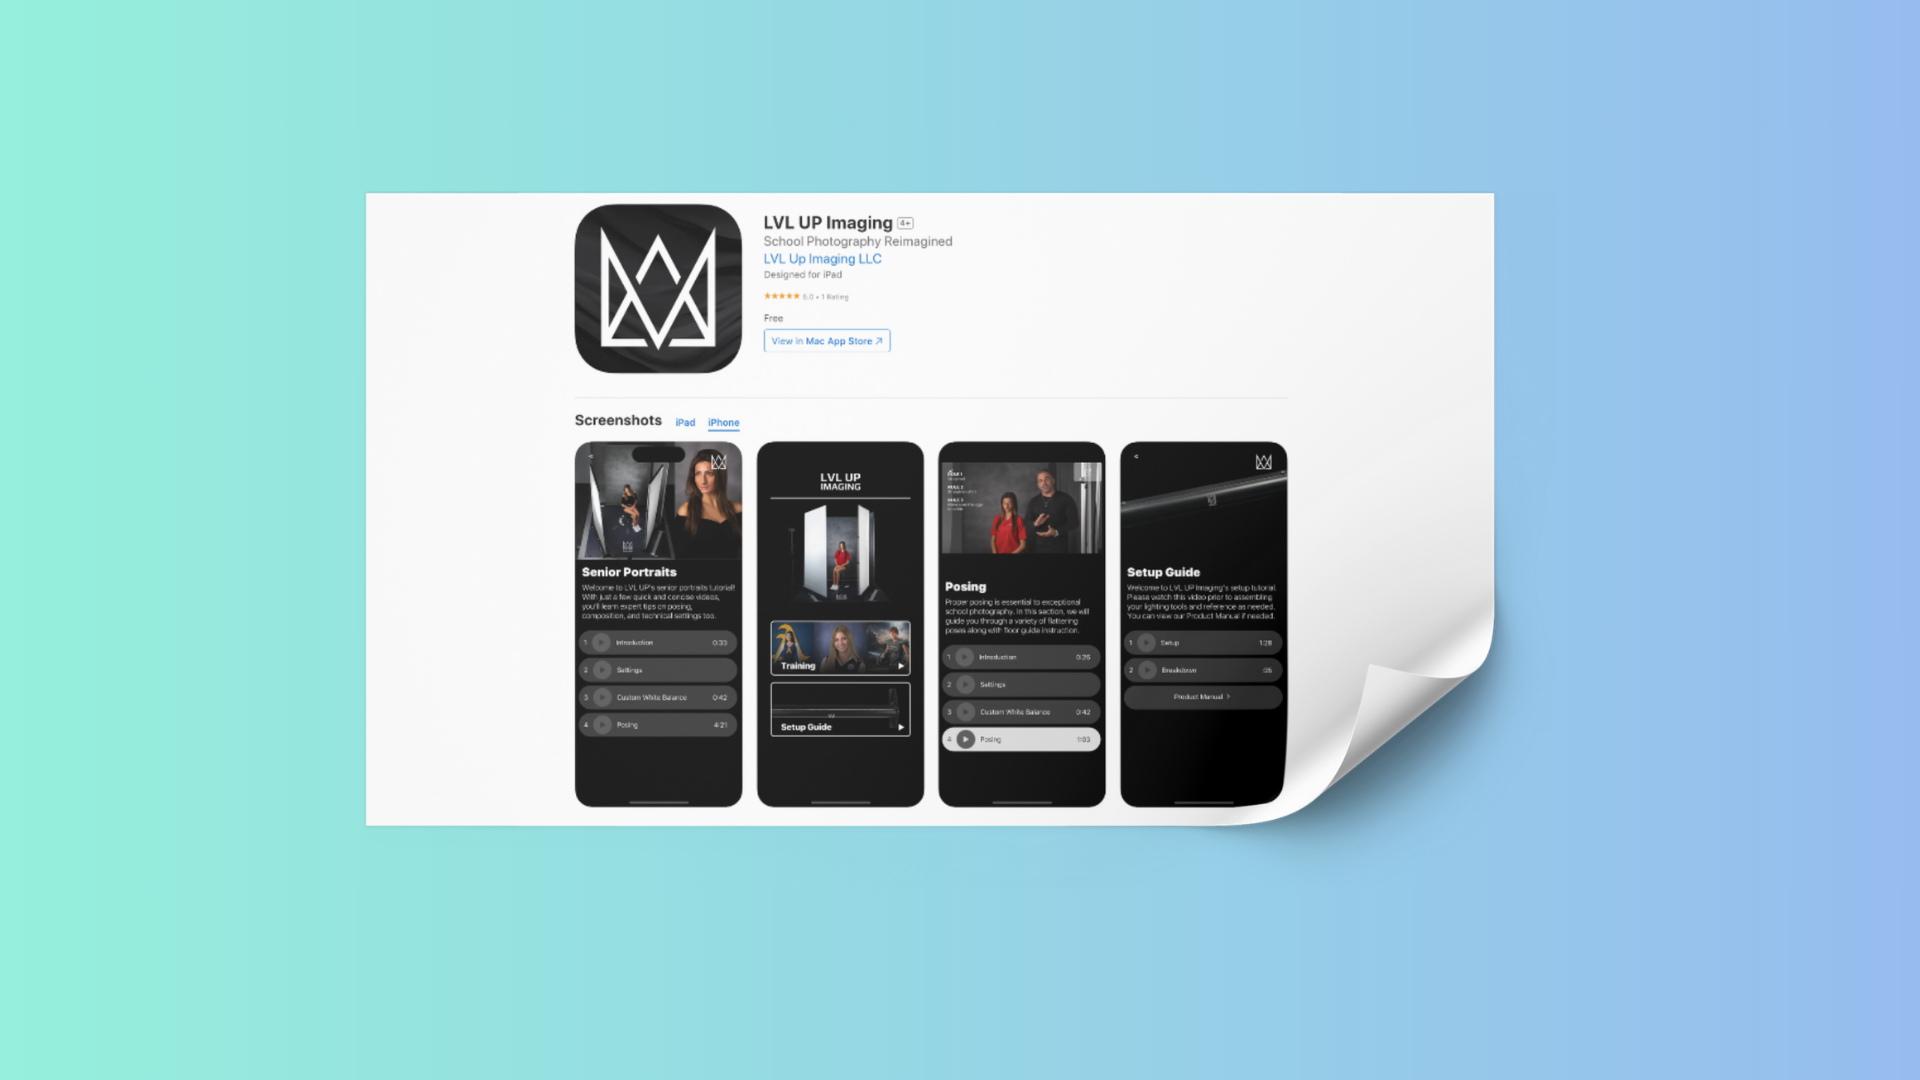 LVL UP Imaging 4+
School Photography Reimagined
LVL Up Imaging LLC
Designed for iPad
★★★★★ 5.0 • 1 Rating
Free
View in Mac App Store ↗
Screenshots iPad iPhone
Senior Portraits
Welcome to LVL UP's senior portraits tutorial!
With just a few quick and concise videos,
you'll learn expert tips on posing,
composition, and technical settings too.
1 Introduction 0:33
2 Settings
3 Custom White Balance 0:42
4 Posing 4:21
LVL UP
IMAGING
Training
Setup Guide
Posing
Proper posing is essential to exceptional
school photography. In this section, we will
guide you through a variety of flattering
poses along with floor guide instruction.
1 Introduction 0:26
2 Settings
3 Custom White Balance 0:42
4 Posing 1:03
Setup Guide
Welcome to LVL UP Imaging's setup tutorial.
Please watch this video prior to assembling
your lighting tools and reference as needed.
You can view our Product Manual if needed.
1 Setup 1:28
2 Breakdown :35
Product Manual >